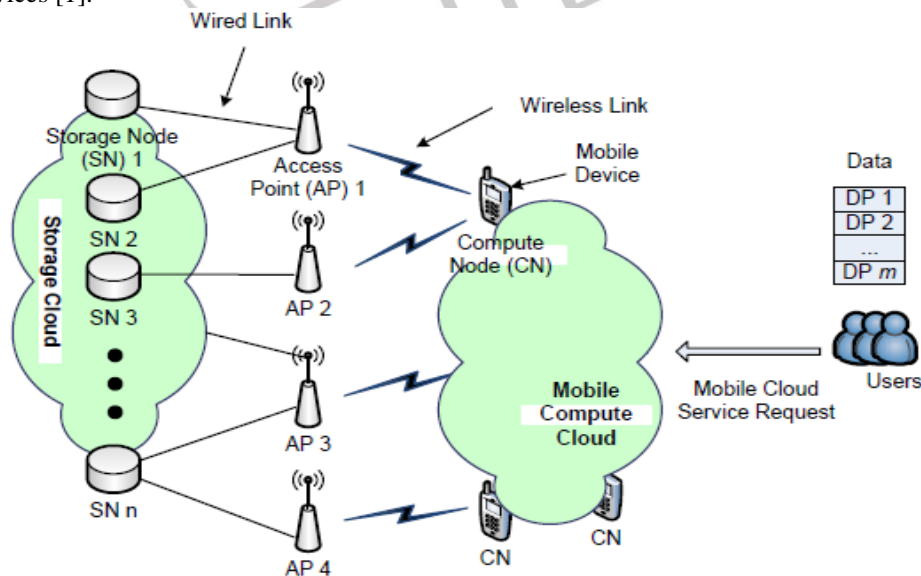 vices [1].
Wired Link
Wireless Link
Storage Node
(SN) 1
Access
Point (AP) 1
Mobile
Device
Data
DP 1
DP 2
...
DP m
SN 2
Storage Cloud
Compute
Node (CN)
SN 3
AP 2
Users
Mobile Cloud
Service Request
Mobile
Compute
Cloud
AP 3
SN n
CN
CN
AP 4